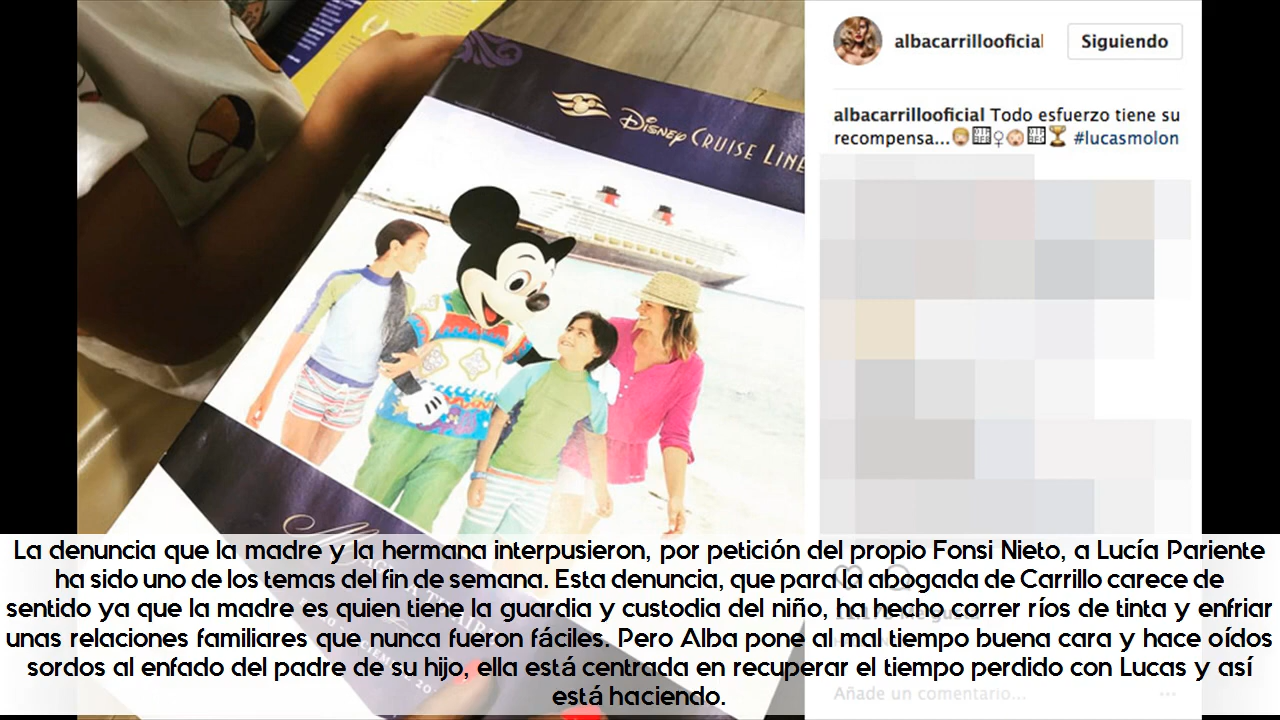 DISNEY CRUISE LINE
albacarrilloofici
Siguiendo
albacarrilloofici​al Todo esfuerzo tiene su
recompensa... #lucasmolon
La denuncia que la madre y la hermana interpusieron, por petición del propio Fonsi Nieto, a Lucía Pariente
ha sido uno de los temas del fin de semana. Esta denuncia, que para la abogada de Carrillo carece de
sentido ya que la madre es quien tiene la guardia y custodia del niño, ha hecho correr ríos de tinta y enfriar
unas relaciones familiares que nunca fueron fáciles. Pero Alba pone al mal tiempo buena cara y hace oídos
sordos al enfado del padre de su hijo, ella está centrada en recuperar el tiempo perdido con Lucas y así
está haciendo.
Añade un comentario...